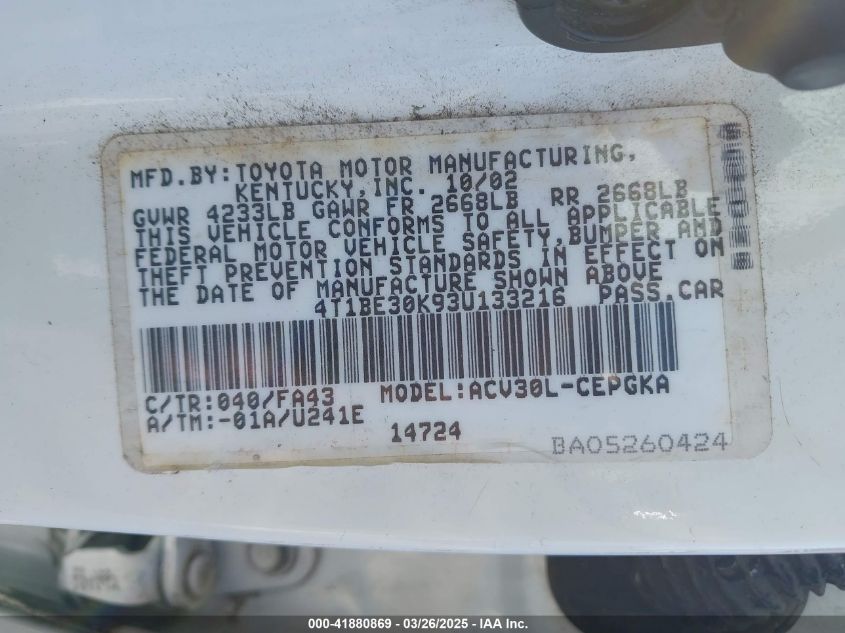 MFD.BY:TOYOTA MOTOR MANUFACTURING,
KENTUCKY,INC. 10/02
GVWR 4233LB GAWR FR 2668LB RR 2668LB
THIS VEHICLE CONFORMS TO ALL APPLICABLE
FEDERAL MOTOR VEHICLE SAFETY,BUMPER AND
THEFT PREVENTION STANDARDS IN EFFECT ON
THE DATE OF MANUFACTURE SHOWN ABOVE
4T1BE30K93U133216 PASS.CAR
C/TR:040/FA43 MODEL:ACV30L-CEPGKA
A/TM:-01A/U241E
14724
BA05260424
000-41880869 — 03/26/2025 — IAA Inc.